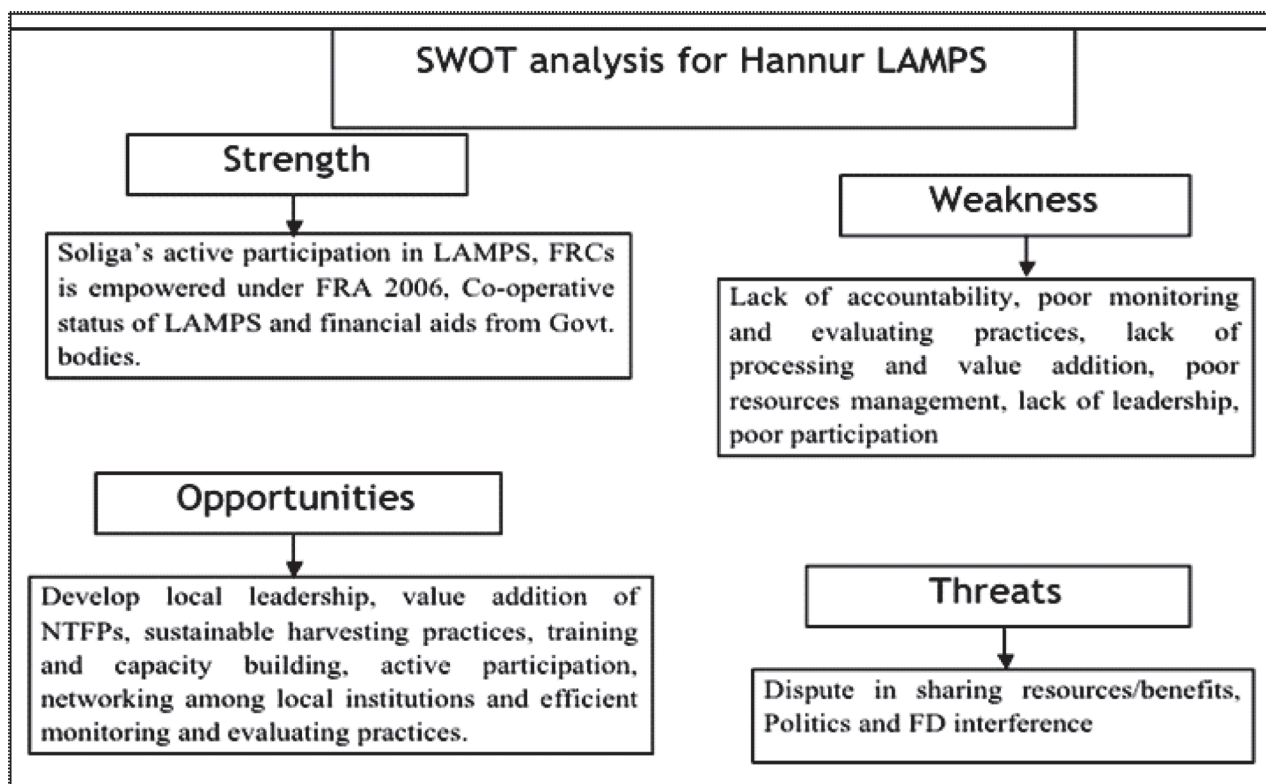 SWOT analysis for Hannur LAMPS
Strength
Soliga's active participation in LAMPS, FRCs
is empowered under FRA 2006, Co-operative
status of LAMPS and financial aids from Govt.
bodies.
Weakness
Lack of accountability, poor monitoring
and evaluating practices, lack of
processing and value addition, poor
resources management, lack of leadership,
poor participation
Opportunities
Develop local leadership, value addition of
NTFPs, sustainable harvesting practices, training
and capacity building, active participation,
networking among local institutions and efficient
monitoring and evaluating practices.
Threats
Dispute in sharing resources/benefits,
Politics and FD interference